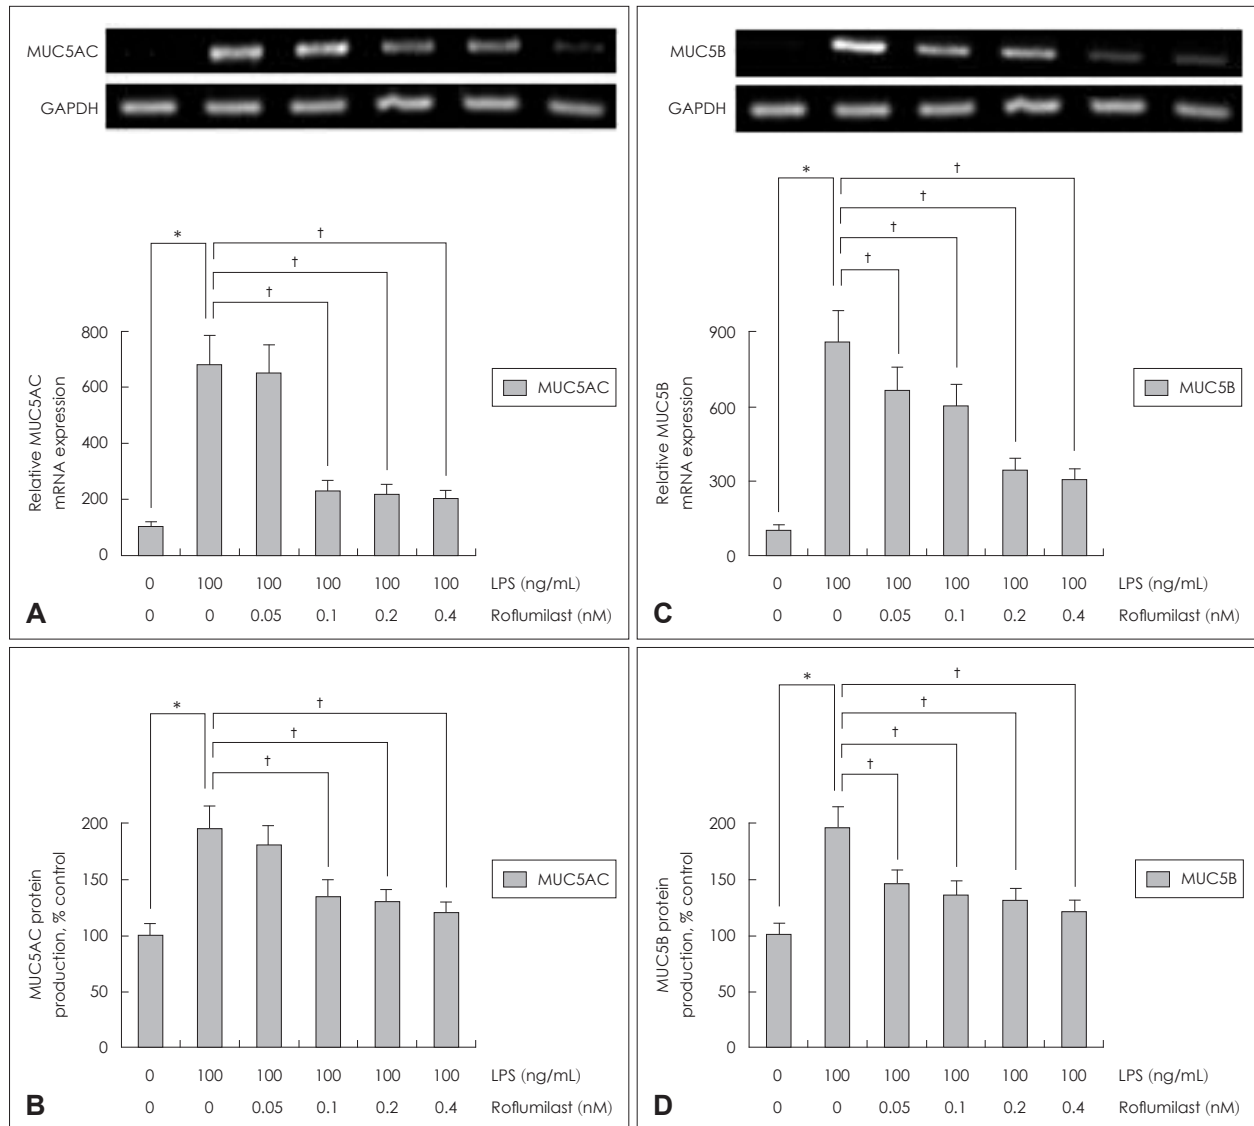 MUC5AC
GAPDH
*
†
†
†
800
600
400
200
0
Relative MUC5AC
mRNA expression
MUC5AC
0 100 100 100 100 100 LPS (ng/mL)
0 0 0.05 0.1 0.2 0.4 Roflumilast (nM)
A
MUC5B
GAPDH
*
†
†
†
†
900
600
300
0
Relative MUC5B
mRNA expression
MUC5B
0 100 100 100 100 100 LPS (ng/mL)
0 0 0.05 0.1 0.2 0.4 Roflumilast (nM)
C
*
†
†
†
200
150
100
50
0
MUC5AC protein
production, % control
MUC5AC
0 100 100 100 100 100 LPS (ng/mL)
0 0 0.05 0.1 0.2 0.4 Roflumilast (nM)
B
*
†
†
†
†
200
150
100
50
0
MUC5B protein
production, % control
MUC5B
0 100 100 100 100 100 LPS (ng/mL)
0 0 0.05 0.1 0.2 0.4 Roflumilast (nM)
D